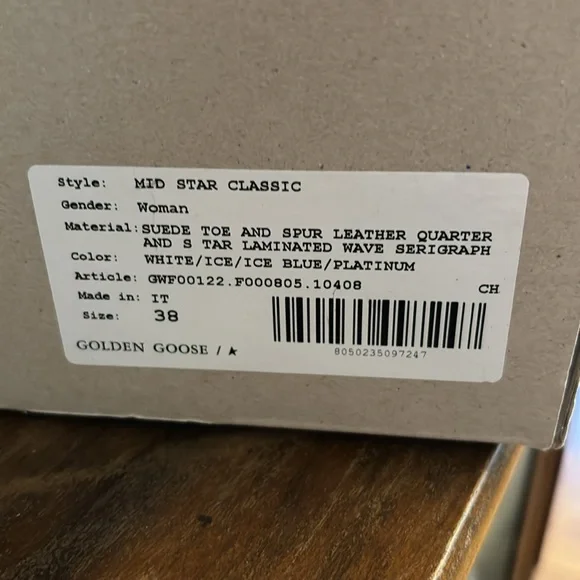 Style: MID STAR CLASSIC
Gender: Woman
Material: SUEDE TOE AND SPUR LEATHER QUARTER
AND S TAR LAMINATED WAVE SERIGRAPH
Color: WHITE/ICE/ICE BLUE/PLATINUM
Article: GWF00122.F000805.10408
CH
Made in: IT
Size: 38
8050235097247
GOLDEN GOOSE /